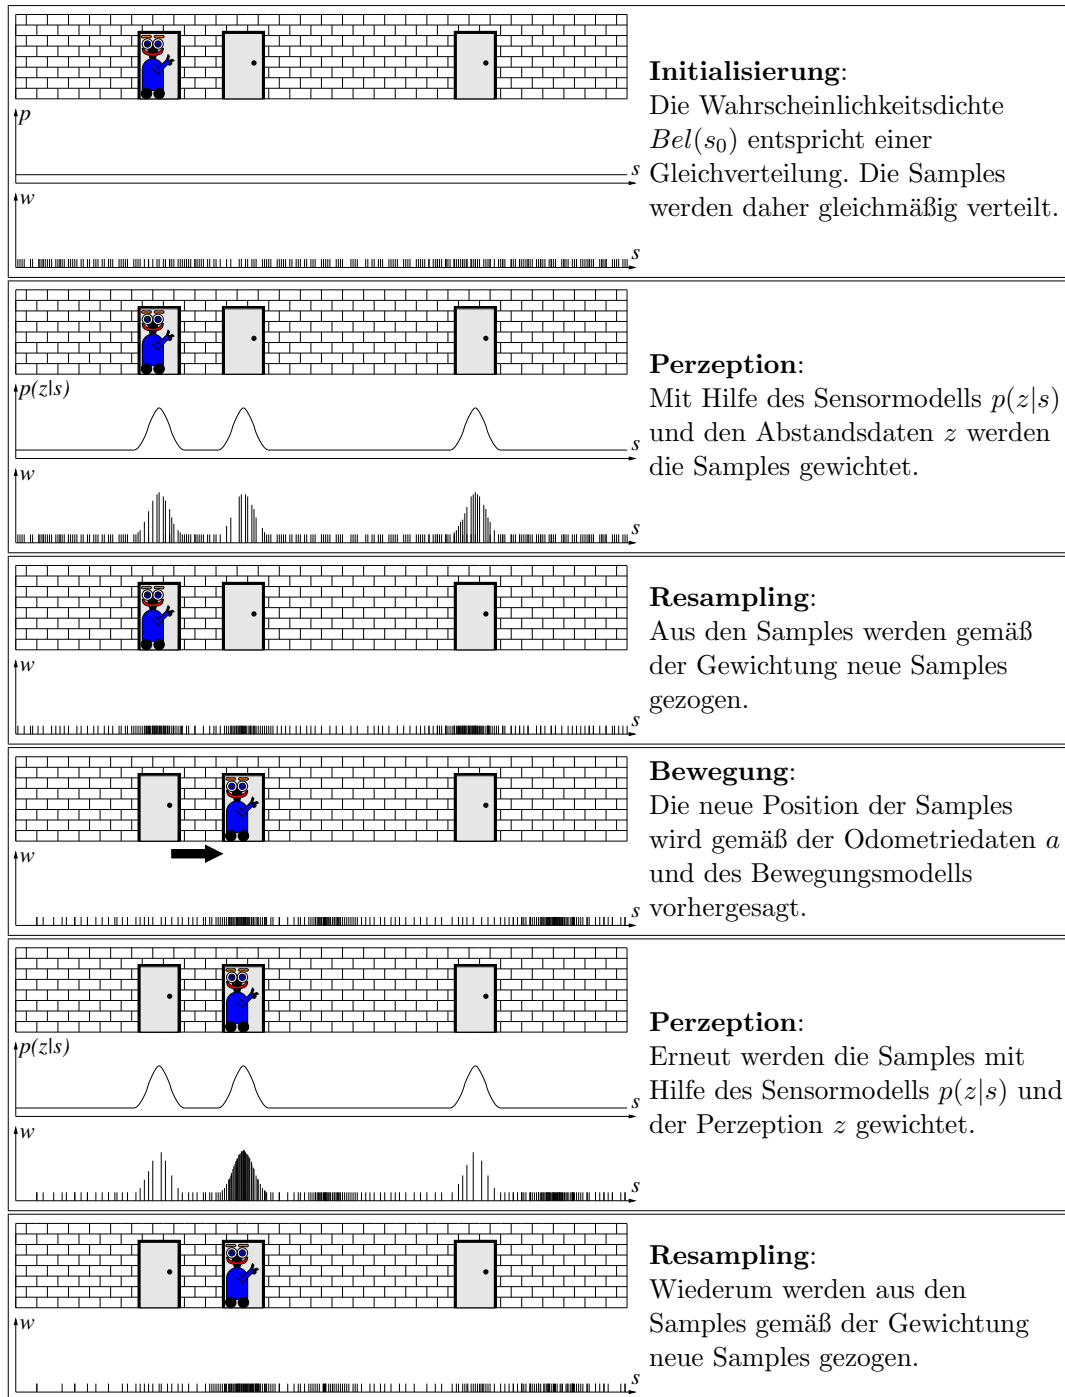 p
s
w
s
Initialisierung:
Die Wahrscheinlichkeitsdichte
Bel(s₀) entspricht einer
Gleichverteilung. Die Samples
werden daher gleichmäßig verteilt.
p(z|s)
s
w
s
Perzeption:
Mit Hilfe des Sensormodells p(z|s)
und den Abstandsdaten z werden
die Samples gewichtet.
w
s
Resampling:
Aus den Samples werden gemäß
der Gewichtung neue Samples
gezogen.
w
s
Bewegung:
Die neue Position der Samples
wird gemäß der Odometriedaten a
und des Bewegungsmodells
vorhergesagt.
p(z|s)
s
w
s
Perzeption:
Erneut werden die Samples mit
Hilfe des Sensormodells p(z|s) und
der Perzeption z gewichtet.
w
s
Resampling:
Wiederum werden aus den
Samples gemäß der Gewichtung
neue Samples gezogen.